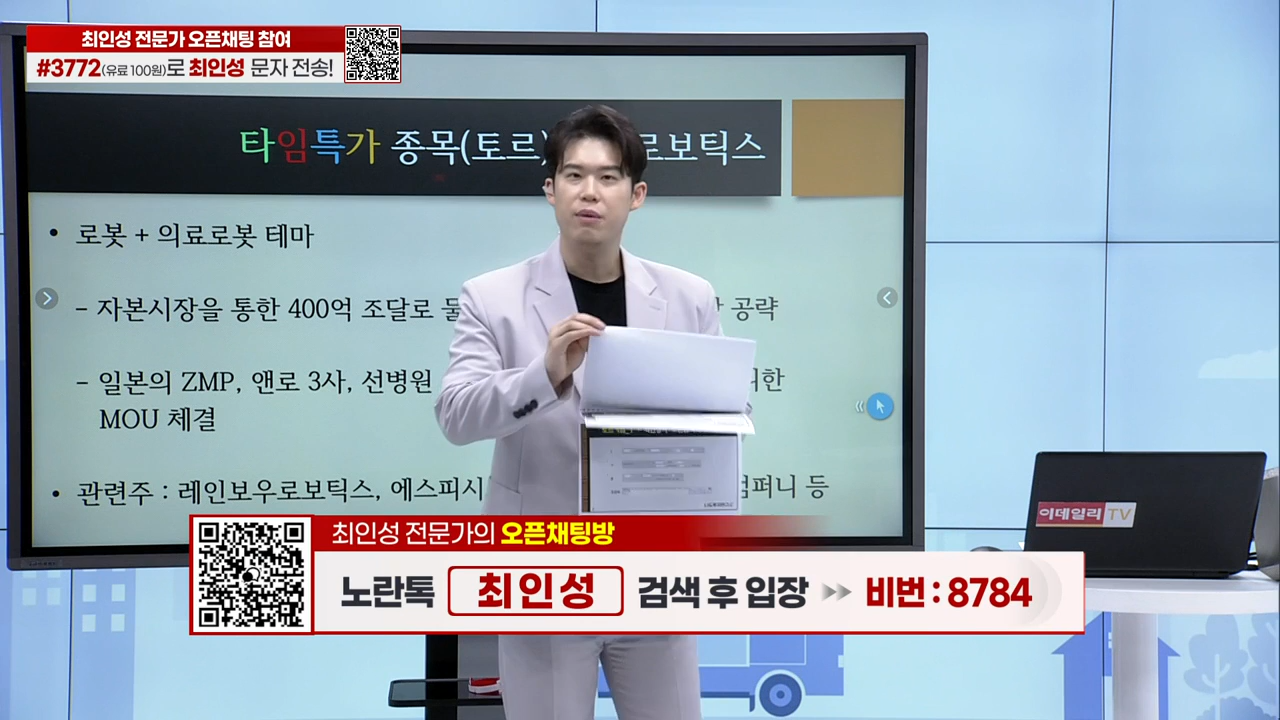 최인성 전문가 오픈채팅 참여
#3772(유료 100원)로 최인성 문자 전송!
타임특가 종목(토르) 로보틱스
• 로봇 + 의료로봇 테마
– 자본시장을 통한 400억 조달로 공략
– 일본의 ZMP, 앤로 3사, 선병원
MOU 체결
• 관련주 : 레인보우로보틱스, 에스피시 등
이데일리TV
최인성 전문가의 오픈채팅방
노란톡 최인성 검색 후 입장 비번 : 8784